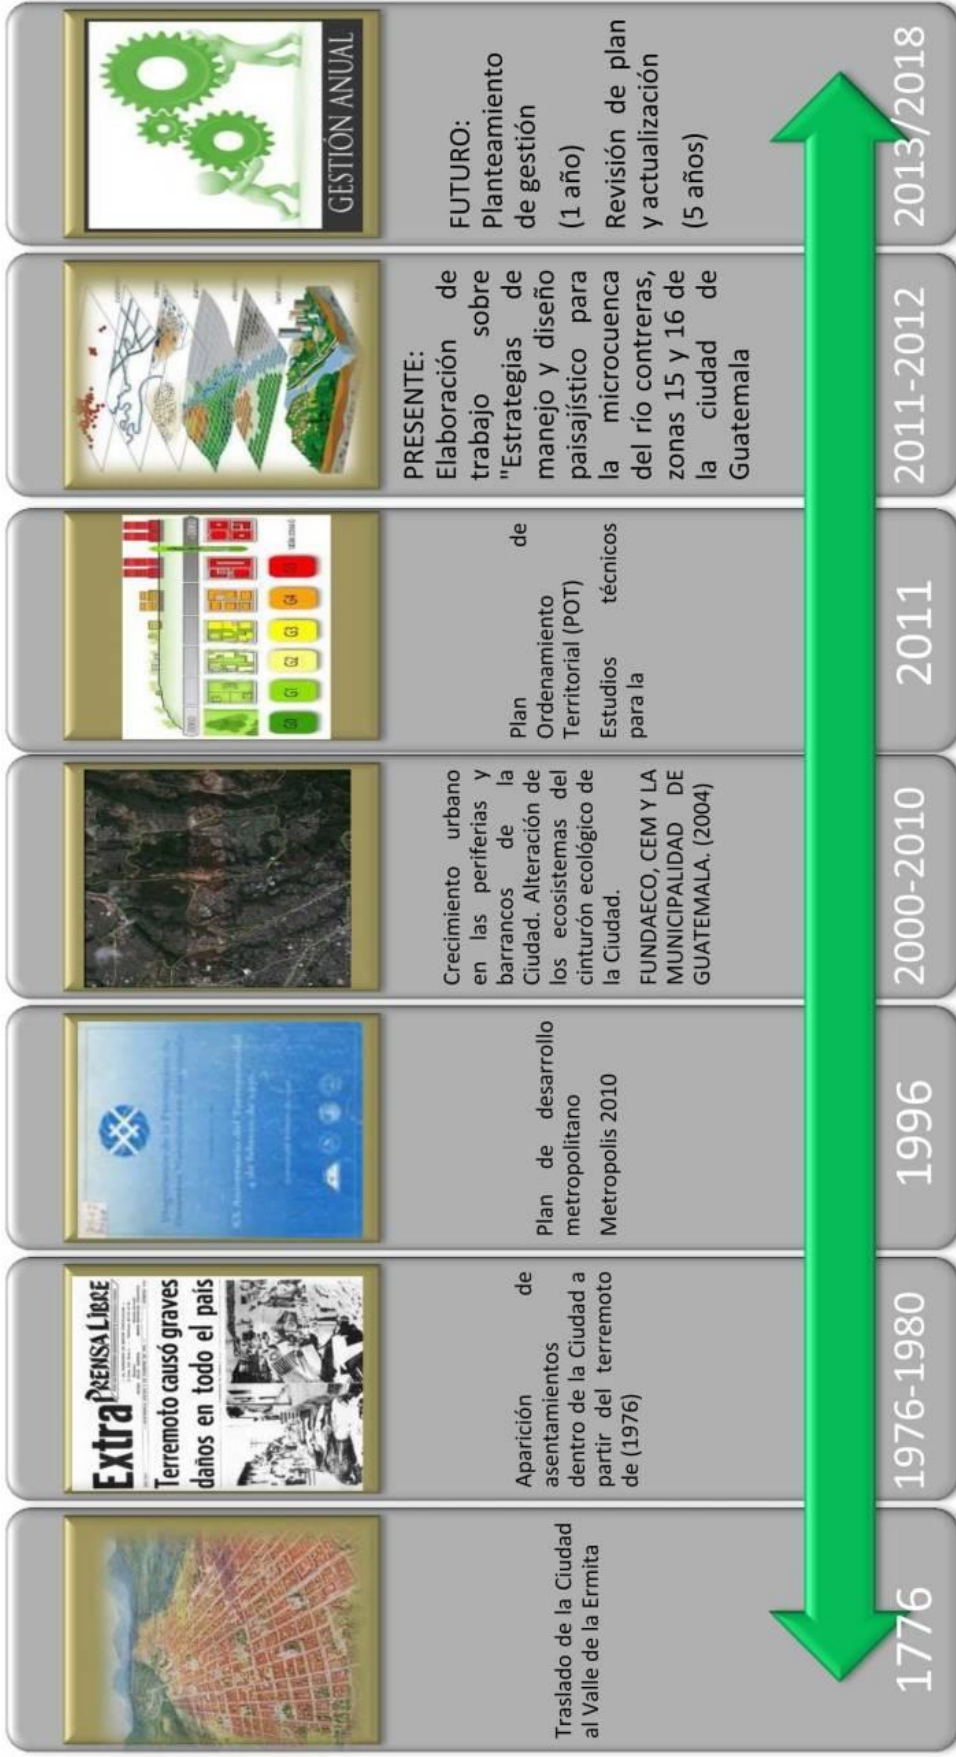 Traslado de la Ciudad
al Valle de la Ermita
1776
Extra
PRENSA LIBRE
Terremoto causó graves
daños en todo el país
Aparición de
asentamientos
dentro de la Ciudad a
partir del terremoto
de (1976)
1976-1980
Plan de desarrollo
metropolitano
Metropolis 2010
1996
Crecimiento urbano
en las periferias y
barrancos de la
Ciudad. Alteración de
los ecosistemas del
cinturón ecológico de
la Ciudad.
FUNDAECO, CEM Y LA
MUNICIPALIDAD DE
GUATEMALA. (2004)
2000-2010
G0 G1 G2 G3 G4 G5
Plan de
Ordenamiento
Territorial (POT)
Estudios técnicos
para la
2011
PRESENTE:
Elaboración de
trabajo sobre
"Estrategias de
manejo y diseño
paisajístico para
la microcuenca
del río contreras,
zonas 15 y 16 de
la ciudad de
Guatemala
2011-2012
GESTIÓN ANUAL
FUTURO:
Planteamiento
de gestión
(1 año)
Revisión de plan
y actualización
(5 años)
2013/2018